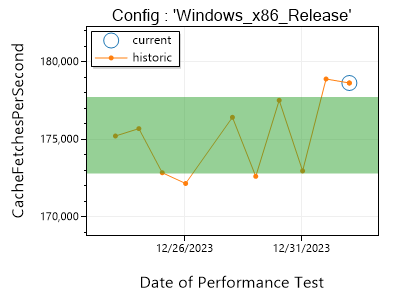 Config : 'Windows_x86_Release'
current
historic
180,000
175,000
170,000
CacheFetchesPerSecond
12/26/2023
12/31/2023
Date of Performance Test